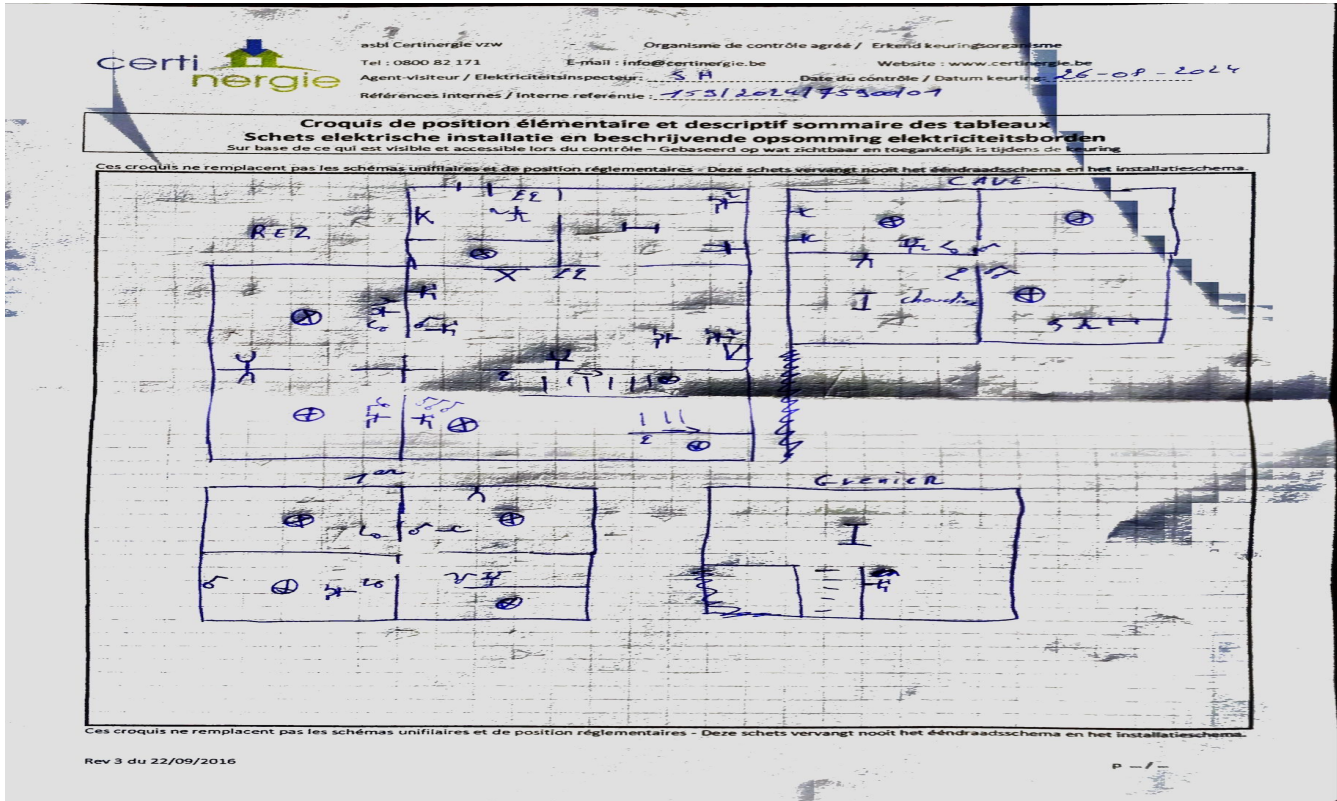 certinergie
asbl Certinergie vzw
Organisme de contrôle agréé / Erkend keuringsorganisme
Tel : 0800 82 171
E-mail : info@certinergie.be
Website : www.certinergie.be
Agent-visiteur / Elektriciteitsinspecteur : S H
Date du contrôle / Datum keuring : 26-08-2024
Références internes / Interne referentie : 159/2024/7590001
Croquis de position élémentaire et descriptif sommaire des tableaux
Schets elektrische installatie en beschrijvende opsomming elektriciteitsborden
Sur base de ce qui est visible et accessible lors du contrôle – Gebaseerd op wat zichtbaar en toegankelijk is tijdens de keuring
Ces croquis ne remplacent pas les schémas unifilaires et de position réglementaires - Deze schets vervangt nooit het ééndraadsschema en het installatieschema.
REZ
CAVE
chaudière
1er
Grenier
Ces croquis ne remplacent pas les schémas unifilaires et de position réglementaires - Deze schets vervangt nooit het ééndraadsschema en het installatieschema.
Rev 3 du 22/09/2016
P – / –